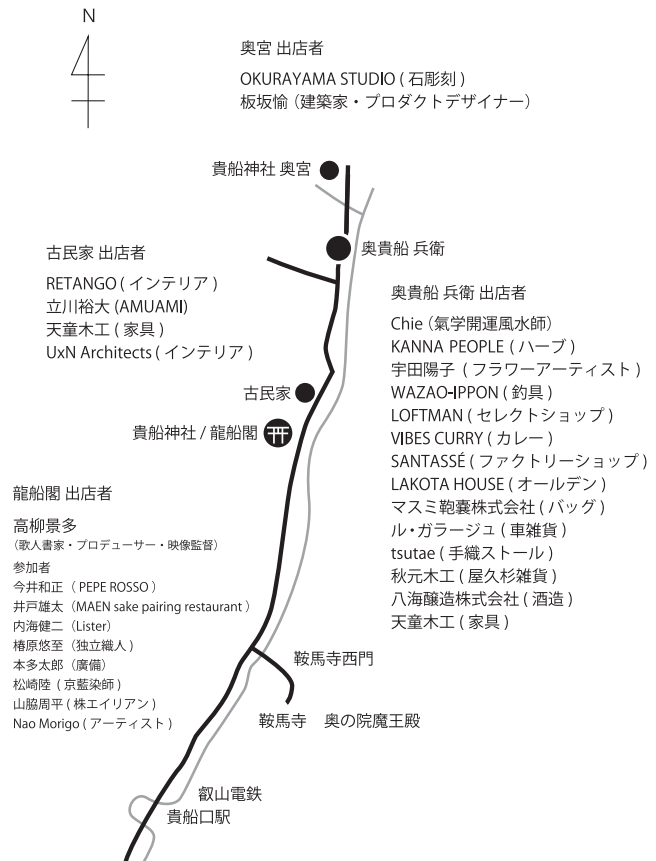 N
奥宮 出店者
OKURAYAMA STUDIO ( 石彫刻 )
板坂愉（建築家・プロダクトデザイナー）
貴船神社 奥宮
奥貴船 兵衛
古民家 出店者
RETANGO ( インテリア )
立川裕大 (AMUAMI)
天童木工 ( 家具 )
UxN Architects ( インテリア )
古民家
貴船神社 / 龍船閣
奥貴船 兵衛 出店者
Chie（氣学開運風水師）
KANNA PEOPLE ( ハーブ )
宇田陽子（ フラワーアーティスト )
WAZAO-IPPON ( 釣具 )
LOFTMAN ( セレクトショップ )
VIBES CURRY ( カレー )
SANTASSÉ ( ファクトリーショップ )
LAKOTA HOUSE ( オールデン )
マスミ鞄嚢株式会社 ( バッグ )
ル・ガラージュ ( 車雑貨 )
tsutae ( 手織ストール )
秋元木工 ( 屋久杉雑貨 )
八海醸造株式会社 ( 酒造 )
天童木工 ( 家具 )
龍船閣 出店者
高柳景多
（歌人書家・プロデューサー・映像監督）
参加者
今井和正（ PEPE ROSSO ）
井戸雄太（MAEN sake pairing restaurant ）
内海健二（Lister）
椿原悠至（独立織人 ）
本多太郎（廣備）
松崎陸（ 京藍染師 ）
山脇周平 ( 株エイリアン )
Nao Morigo ( アーティスト )
鞍馬寺西門
鞍馬寺　奥の院魔王殿
叡山電鉄
貴船口駅